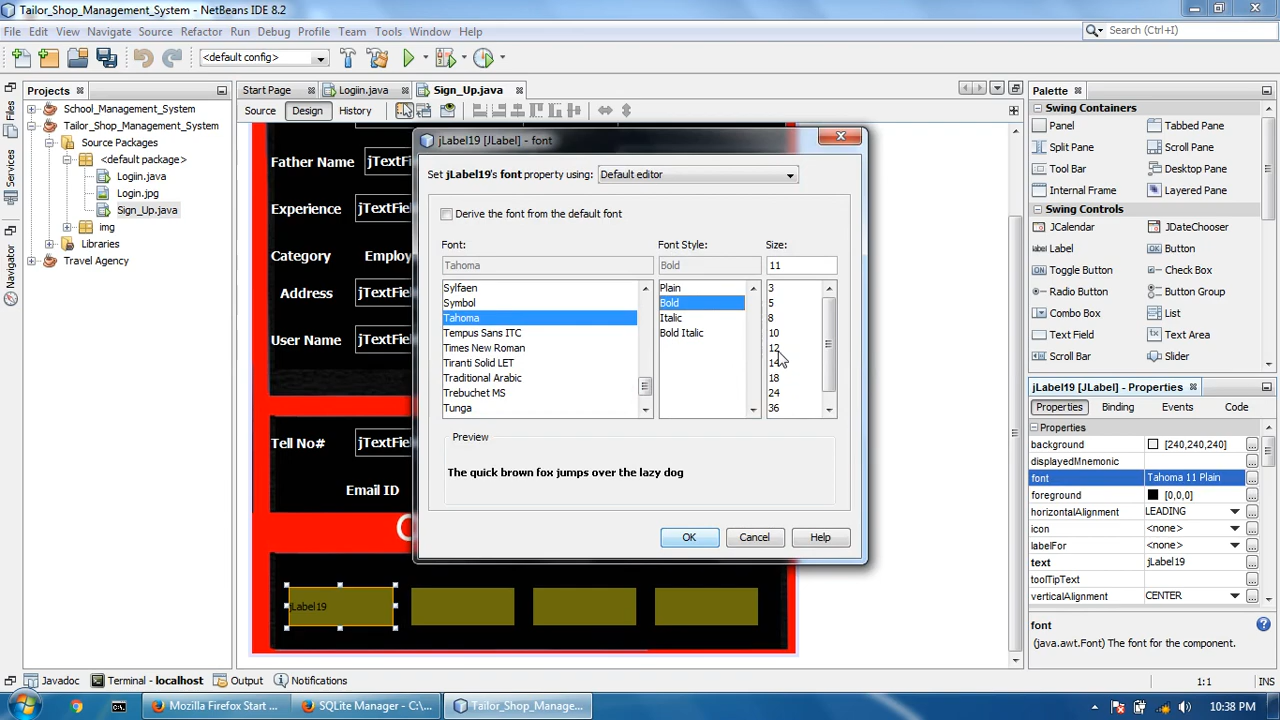 Tailor_Shop_Management_System - NetBeans IDE 8.2
File Edit View Navigate Source Refactor Run Debug Profile Team Tools Window Help
Search (Ctrl+I)
<default config>
Projects
Start Page
Logiin.java
Sign_Up.java
Palette
Source
Design
History
School_Management_System
Tailor_Shop_Management_System
Source Packages
<default package>
Logiin.java
Login.jpg
Sign_Up.java
img
Libraries
Travel Agency
Files
Services
Navigator
Father Name
jTextFiel
Experience
jTextFiel
Category
Employ
Address
jTextFiel
User Name
jTextFiel
Tell No#
jTextFiel
Email ID
jLabel19
jLabel19 [JLabel] - font
Set jLabel19's font property using:
Default editor
Derive the font from the default font
Font:
Font Style:
Size:
Tahoma
Bold
11
Sylfaen
Symbol
Tahoma
Tempus Sans ITC
Times New Roman
Tiranti Solid LET
Traditional Arabic
Trebuchet MS
Tunga
Plain
Bold
Italic
Bold Italic
3
5
8
10
12
14
18
24
36
Preview
The quick brown fox jumps over the lazy dog
OK
Cancel
Help
Swing Containers
Panel
Tabbed Pane
Split Pane
Scroll Pane
Tool Bar
Desktop Pane
Internal Frame
Layered Pane
Swing Controls
JCalendar
JDateChooser
Label
Button
Toggle Button
Check Box
Radio Button
Button Group
Combo Box
List
Text Field
Text Area
Scroll Bar
Slider
jLabel19 [JLabel] - Properties
Properties
Binding
Events
Code
Properties
background
[240,240,240]
displayedMnemonic
font
Tahoma 11 Plain
foreground
[0,0,0]
horizontalAlignment
LEADING
icon
<none>
labelFor
<none>
text
jLabel19
toolTipText
verticalAlignment
CENTER
font
(java.awt.Font) The font for the component.
Javadoc
Terminal - localhost
Output
Notifications
1:1
INS
Mozilla Firefox Start ...
SQLite Manager - C:\...
Tailor_Shop_Manage...
10:38 PM